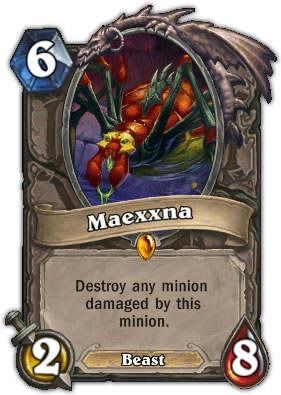 6
Maexxna
Destroy any minion
damaged by this
minion.
2
Beast
8